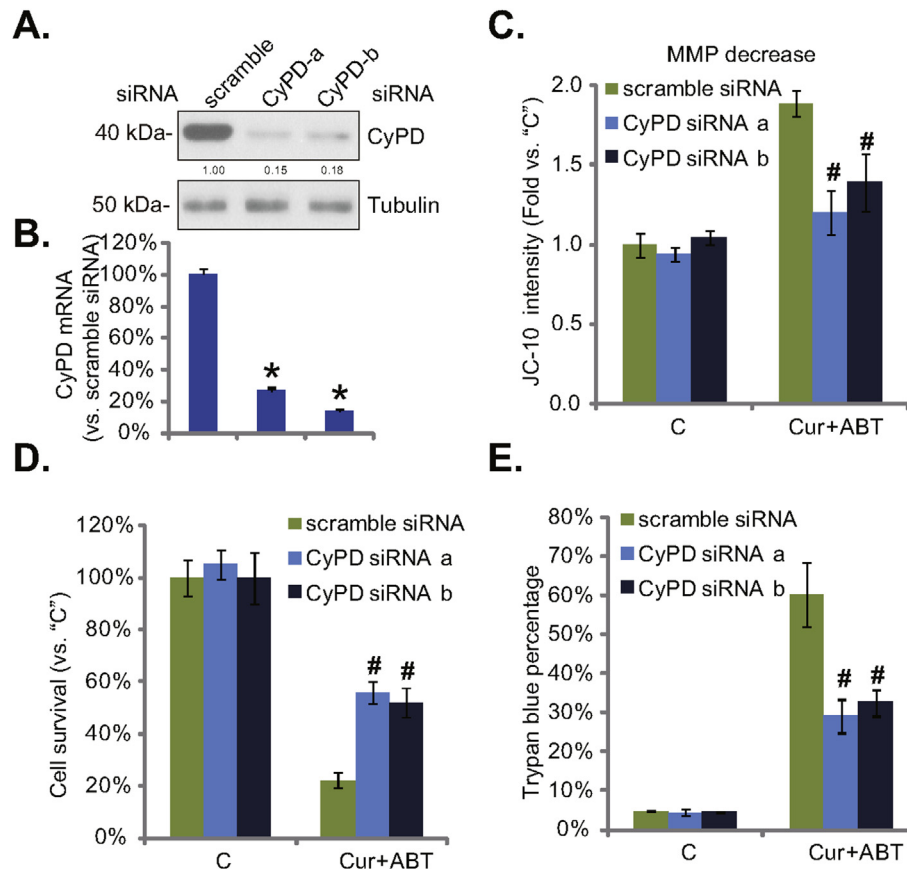 A.
siRNA scramble CyPD-a CyPD-b siRNA
40 kDa- CyPD
1.00 0.15 0.18
50 kDa- Tubulin
B.
CyPD mRNA
(vs. scramble siRNA)
120%
100%
80%
60%
40%
20%
0%
* *
C.
MMP decrease
JC-10 intensity (Fold vs. “C”)
2.0
1.5
1.0
0.5
0.0
scramble siRNA
CyPD siRNA a
CyPD siRNA b
# #
C Cur+ABT
D.
Cell survival (vs. “C”)
120%
100%
80%
60%
40%
20%
0%
scramble siRNA
CyPD siRNA a
CyPD siRNA b
# #
C Cur+ABT
E.
Trypan blue percentage
80%
70%
60%
50%
40%
30%
20%
10%
0%
scramble siRNA
CyPD siRNA a
CyPD siRNA b
# #
C Cur+ABT